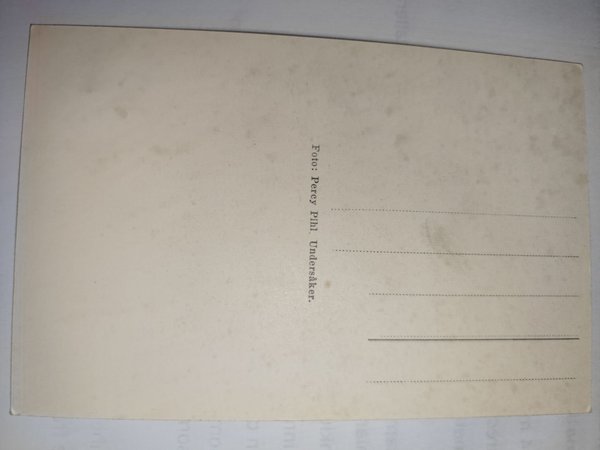 Foto: Percy Pihl. Undersåker.